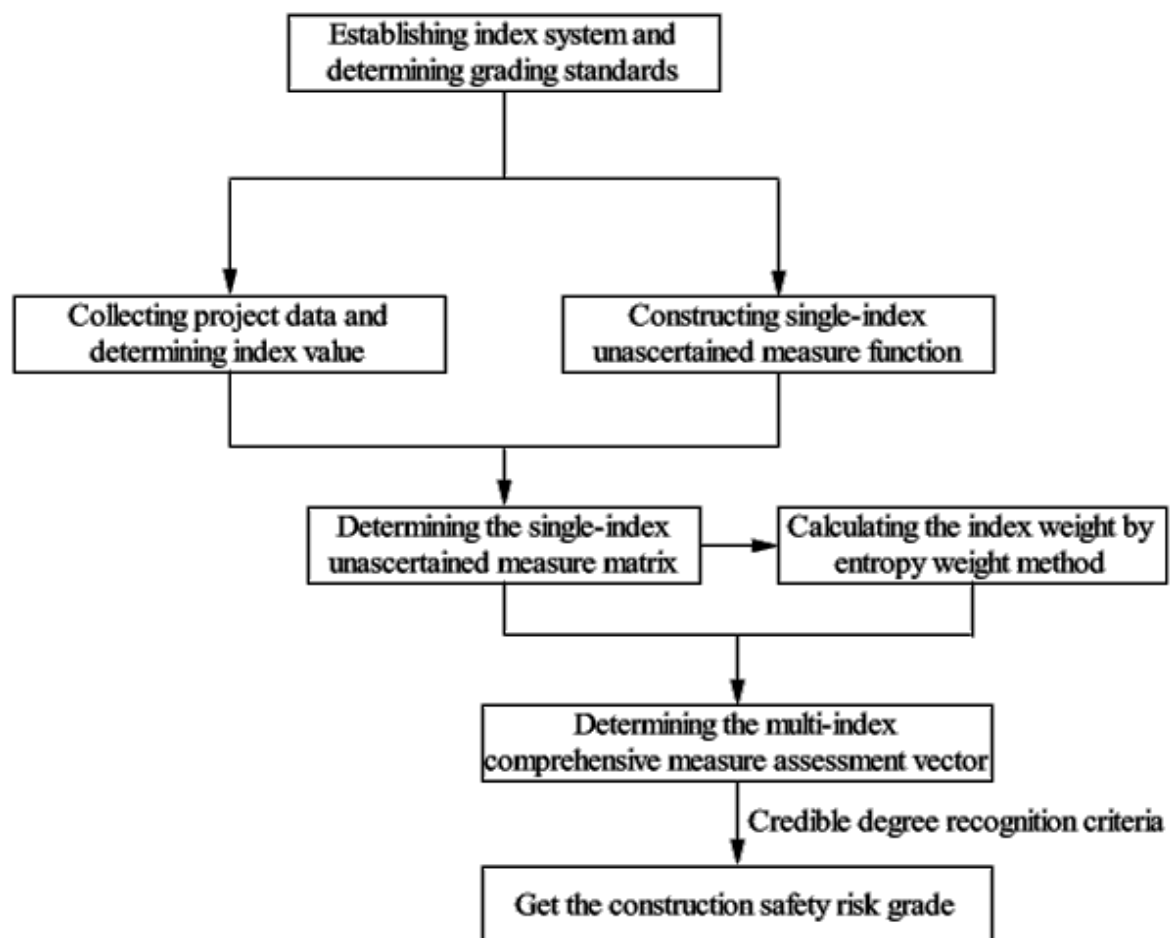 Establishing index system and
determining grading standards
Collecting project data and
determining index value
Constructing single-index
unascertained measure function
Determining the single-index
unascertained measure matrix
Calculating the index weight by
entropy weight method
Determining the multi-index
comprehensive measure assessment vector
Credible degree recognition criteria
Get the construction safety risk grade